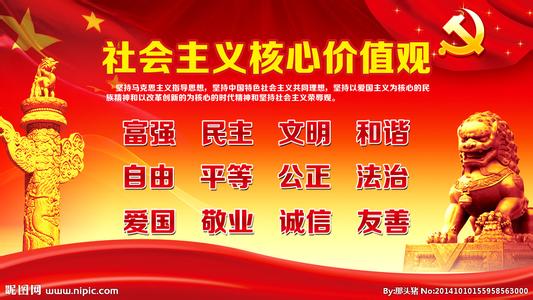 社会主义核心价值观
坚持马克思主义指导思想，坚持中国特色社会主义共同理想，坚持以爱国主义为核心的民
族精神和以改革创新的为核心的时代精神和坚持社会主义荣辱观。
富强 民主 文明 和谐
自由 平等 公正 法治
爱国 敬业 诚信 友善
昵图网 www.nipic.com
By:那头猪 No:20141010155958563000